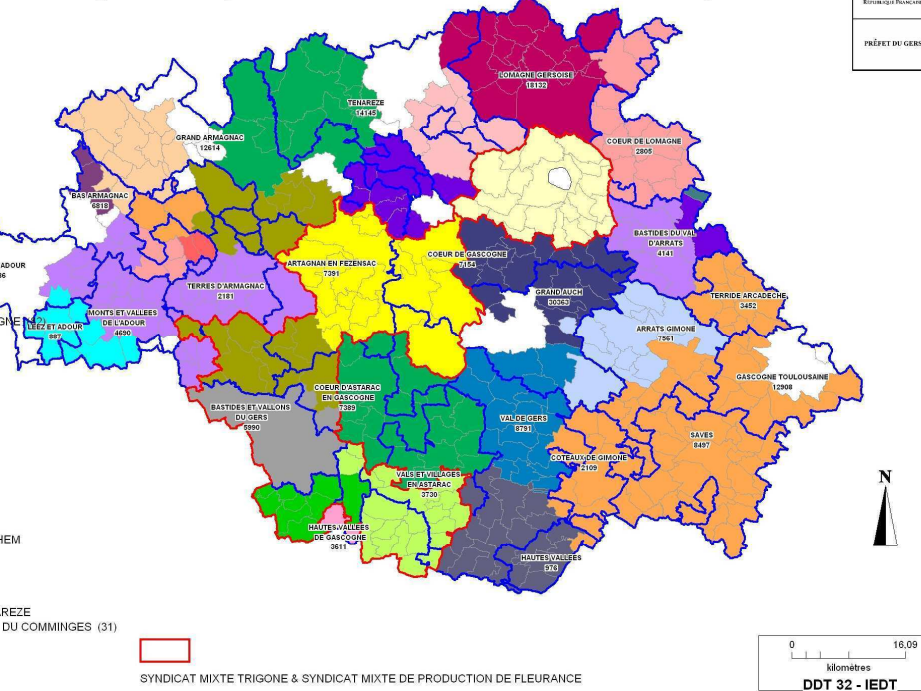 RÉPUBLIQUE FRANÇAISE
PRÉFET DU GERS
LOMAGNE GERSOISE
18132
TENAREZE
14145
GRAND ARMAGNAC
12614
COEUR DE LOMAGNE
2805
BAS ARMAGNAC
6818
BASTIDES DU VAL
D'ARRATS
4141
COEUR DE GASCOGNE
7154
ARTAGNAN EN FEZENSAC
7391
ADOUR
TERRES D'ARMAGNAC
2181
GRAND AUCH
30363
TERRIDE ARCADECHE
3452
MONTS ET VALLEES
DE L'ADOUR
4690
LEEZ ET ADOUR
887
ARRATS GIMONE
7561
GASCOGNE TOULOUSAINE
12908
COEUR D'ASTARAC
EN GASCOGNE
7389
BASTIDES ET VALLONS
DU GERS
5990
VAL DE GERS
8791
SAVES
8497
COTEAUX DE GIMONE
2109
VALS ET VILLAGES
EN ASTARAC
3730
N
HAUTES VALLEES
DE GASCOGNE
3611
HEM
HAUTES VALLEES
976
AREZE
DU COMMINGES (31)
0 16,09
kilomètres
DDT 32 - IEDT
SYNDICAT MIXTE TRIGONE & SYNDICAT MIXTE DE PRODUCTION DE FLEURANCE